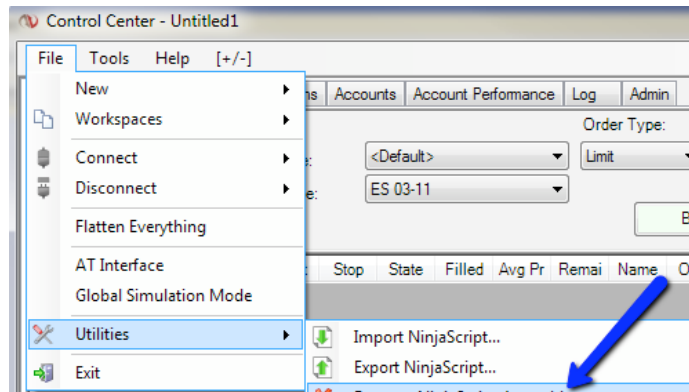 Control Center - Untitled1
File Tools Help [+/-]
New
Accounts Account Performance Log Admin
Workspaces
Order Type:
Connect
<Default> Limit
Disconnect
ES 03-11
Flatten Everything
AT Interface
Stop State Filled Avg Pr Remai Name
Global Simulation Mode
Utilities
Import NinjaScript...
Exit
Export NinjaScript...